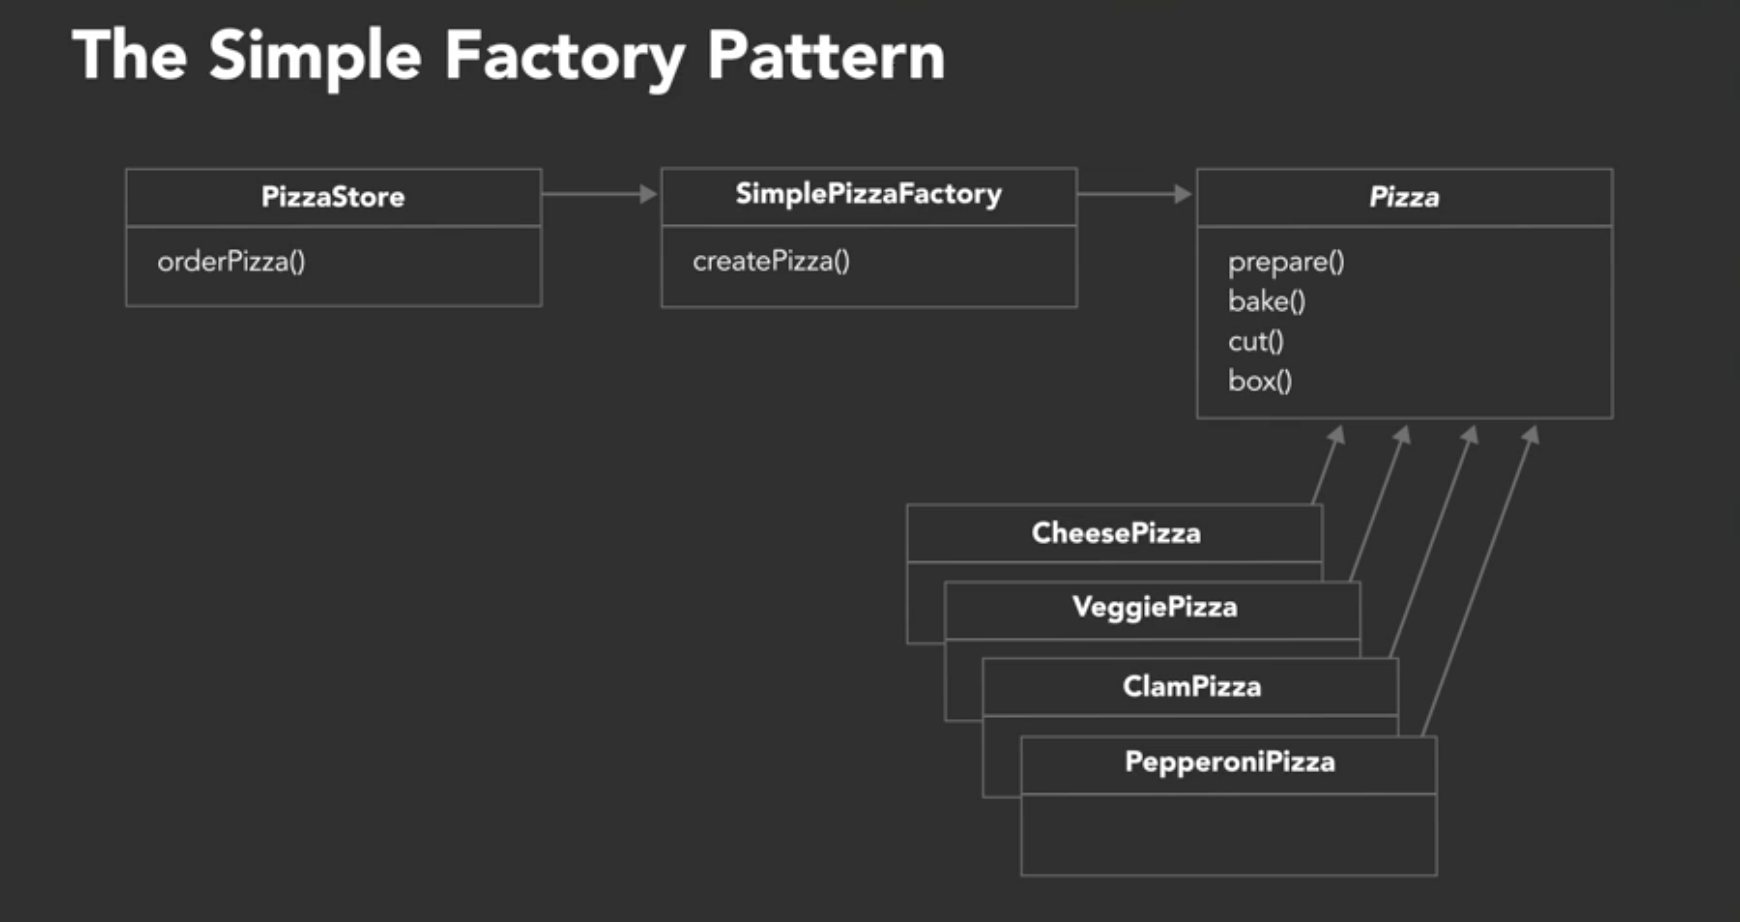 The Simple Factory Pattern
PizzaStore
orderPizza()
SimplePizzaFactory
createPizza()
Pizza
prepare()
bake()
cut()
box()
CheesePizza
VeggiePizza
ClamPizza
PepperoniPizza